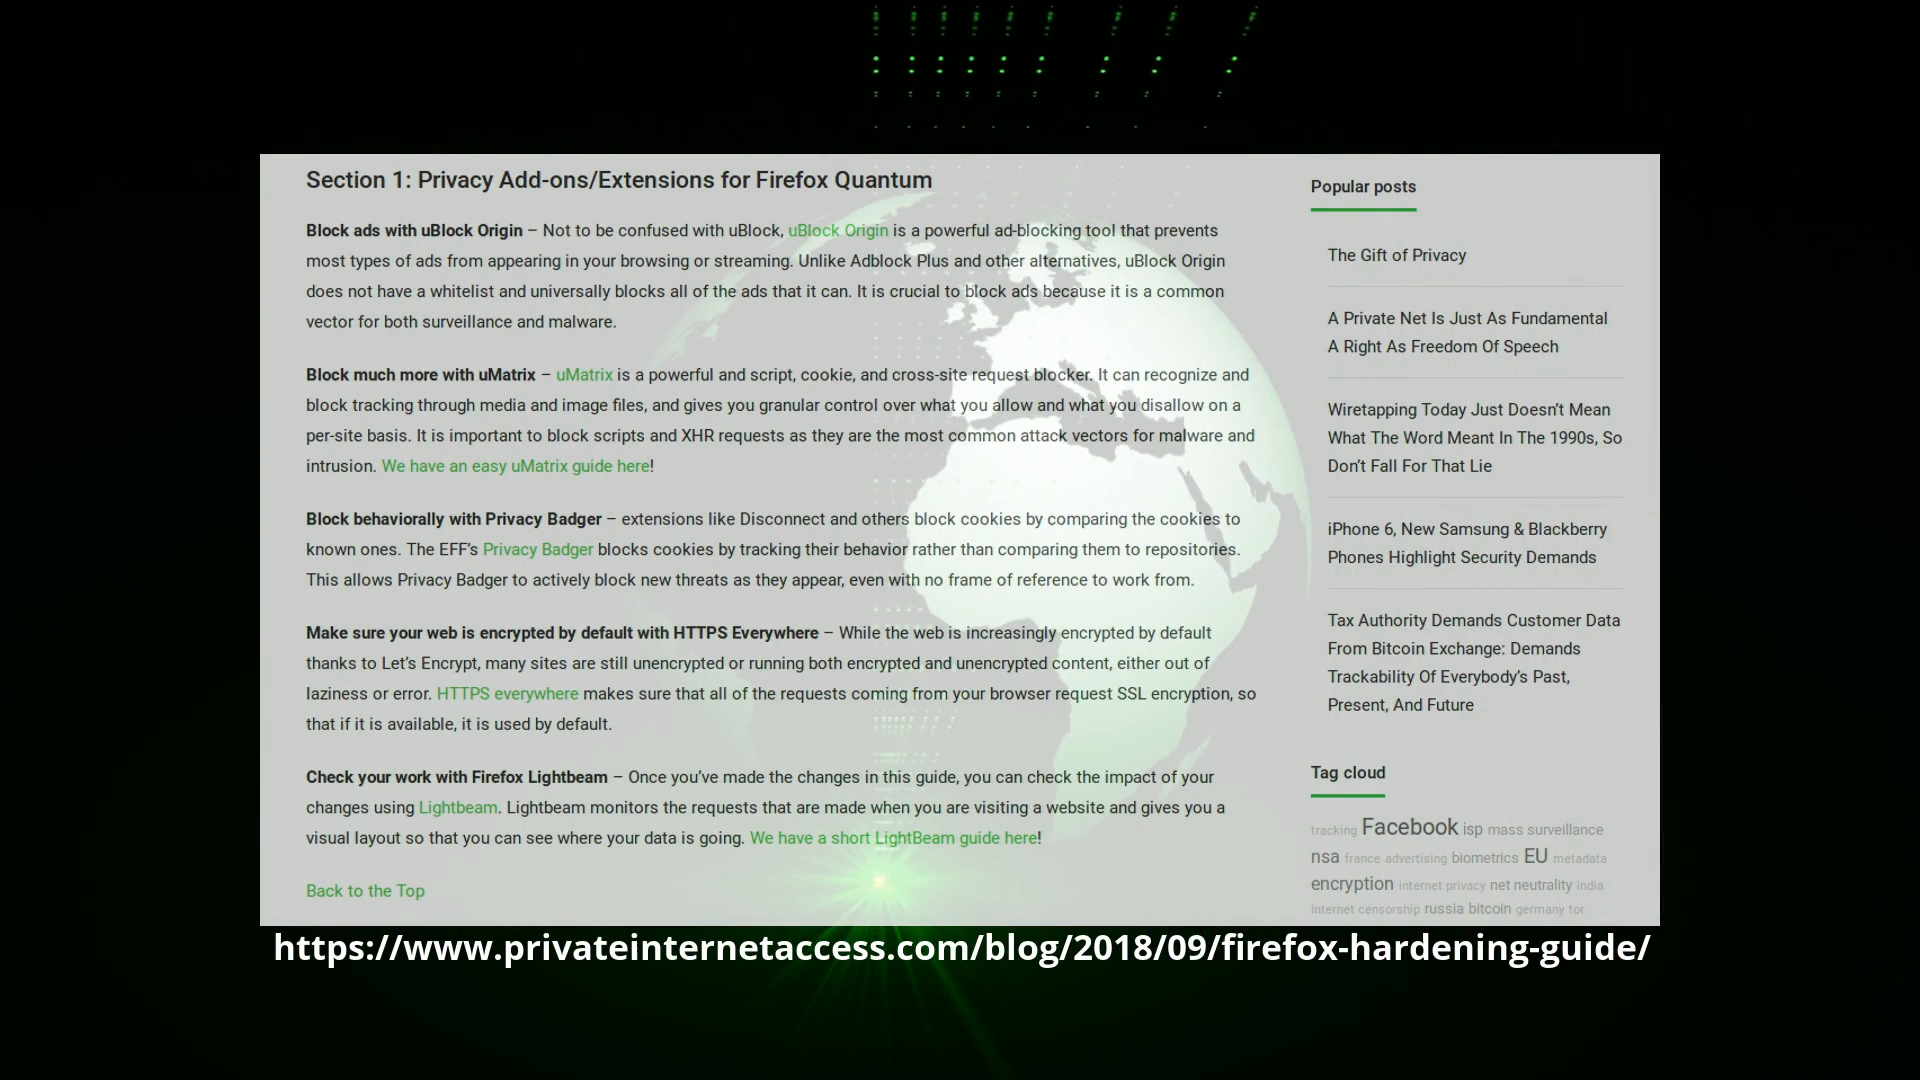 Section 1: Privacy Add-ons/Extensions for Firefox Quantum
Block ads with uBlock Origin – Not to be confused with uBlock, uBlock Origin is a powerful ad-blocking tool that prevents
most types of ads from appearing in your browsing or streaming. Unlike Adblock Plus and other alternatives, uBlock Origin
does not have a whitelist and universally blocks all of the ads that it can. It is crucial to block ads because it is a common
vector for both surveillance and malware.
Block much more with uMatrix – uMatrix is a powerful and script, cookie, and cross-site request blocker. It can recognize and
block tracking through media and image files, and gives you granular control over what you allow and what you disallow on a
per-site basis. It is important to block scripts and XHR requests as they are the most common attack vectors for malware and
intrusion. We have an easy uMatrix guide here!
Block behaviorally with Privacy Badger – extensions like Disconnect and others block cookies by comparing the cookies to
known ones. The EFF’s Privacy Badger blocks cookies by tracking their behavior rather than comparing them to repositories.
This allows Privacy Badger to actively block new threats as they appear, even with no frame of reference to work from.
Make sure your web is encrypted by default with HTTPS Everywhere – While the web is increasingly encrypted by default
thanks to Let’s Encrypt, many sites are still unencrypted or running both encrypted and unencrypted content, either out of
laziness or error. HTTPS everywhere makes sure that all of the requests coming from your browser request SSL encryption, so
that if it is available, it is used by default.
Check your work with Firefox Lightbeam – Once you’ve made the changes in this guide, you can check the impact of your
changes using Lightbeam. Lightbeam monitors the requests that are made when you are visiting a website and gives you a
visual layout so that you can see where your data is going. We have a short LightBeam guide here!
Back to the Top
Popular posts
The Gift of Privacy
A Private Net Is Just As Fundamental
A Right As Freedom Of Speech
Wiretapping Today Just Doesn’t Mean
What The Word Meant In The 1990s, So
Don’t Fall For That Lie
iPhone 6, New Samsung & Blackberry
Phones Highlight Security Demands
Tax Authority Demands Customer Data
From Bitcoin Exchange: Demands
Trackability Of Everybody’s Past,
Present, And Future
Tag cloud
tracking Facebook isp mass surveillance
nsa france advertising biometrics EU metadata
encryption internet privacy net neutrality india
internet censorship russia bitcoin germany tor
https://www.privateinternetaccess.com/blog/2018/09/firefox-hardening-guide/